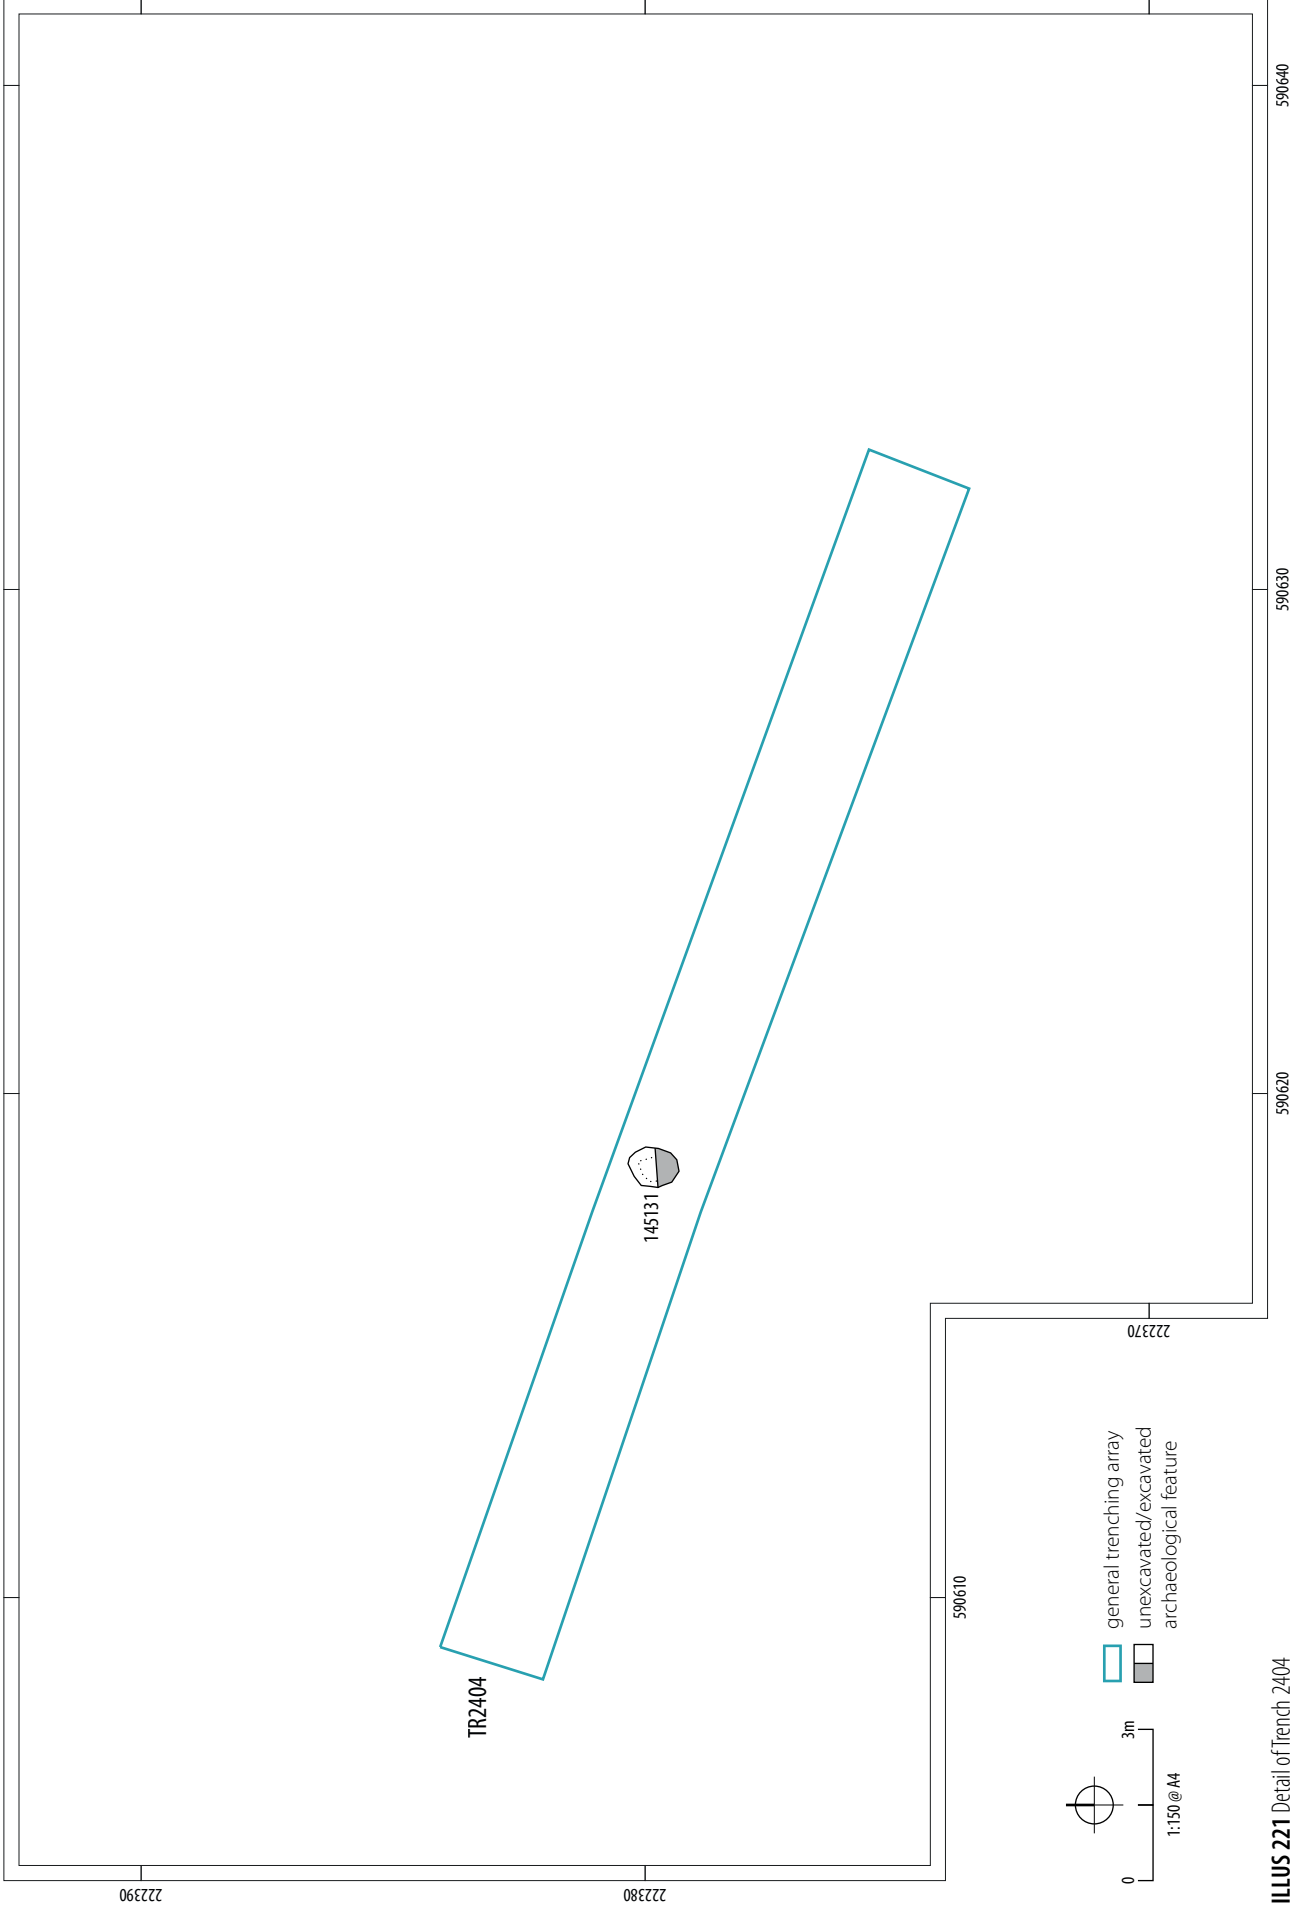 222390
222380
222370
590610
590620
590630
590640
TR2404
145131
0
3m
1:150 @ A4
general trenching array
unexcavated/excavated
archaeological feature
ILLUS 221 Detail of Trench 2404